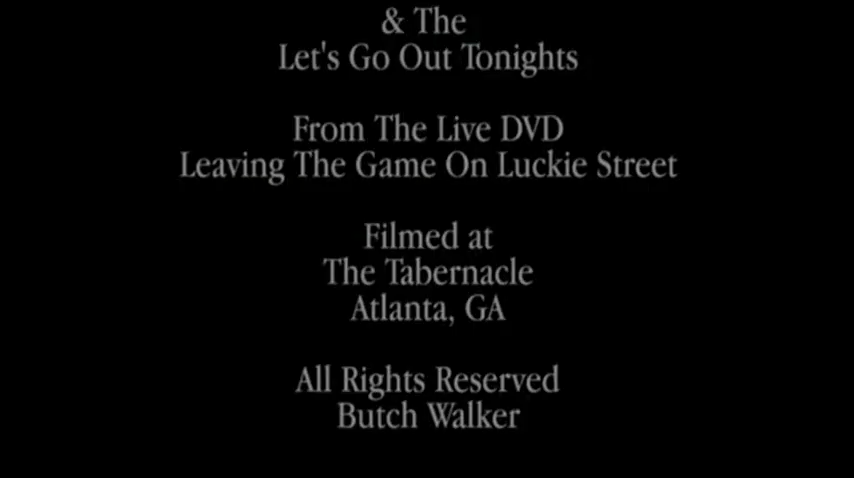 & The
Let's Go Out Tonights
From The Live DVD
Leaving The Game On Luckie Street
Filmed at
The Tabernacle
Atlanta, GA
All Rights Reserved
Butch Walker